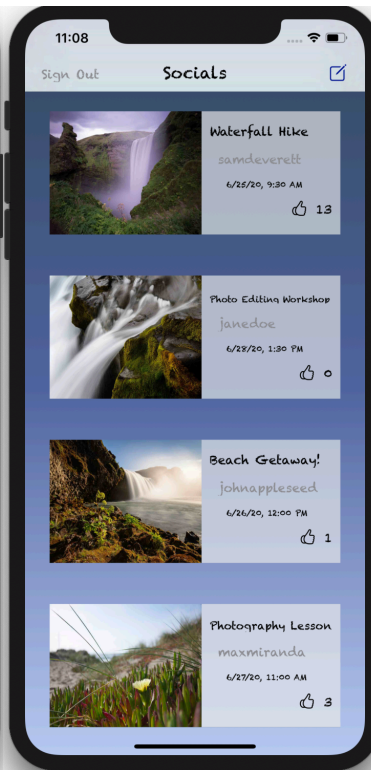 11:08
Sign Out Socials
Waterfall Hike
samdeverett
6/25/20, 9:30 AM
13
Photo Editing Workshop
janedoe
6/28/20, 1:30 PM
0
Beach Getaway!
johnappleseed
6/26/20, 12:00 PM
1
Photography Lesson
maxmiranda
6/27/20, 11:00 AM
3